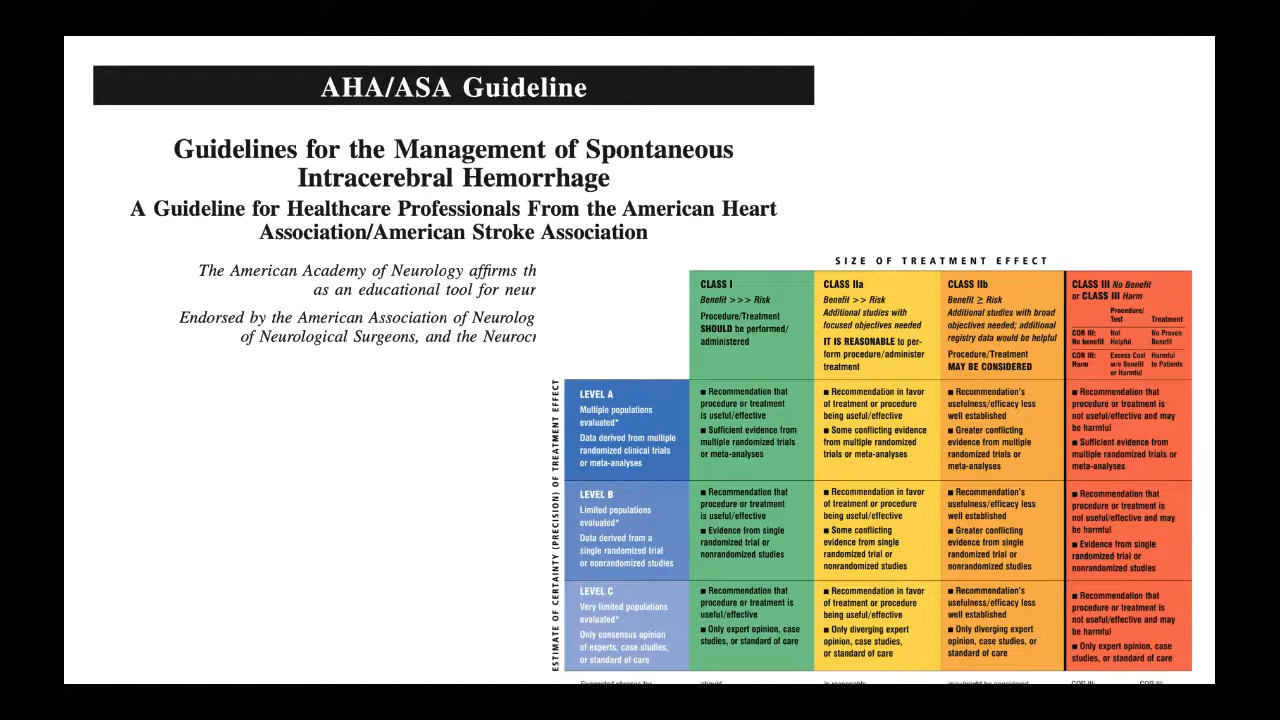 AHA/ASA Guideline
Guidelines for the Management of Spontaneous
Intracerebral Hemorrhage
A Guideline for Healthcare Professionals From the American Heart
Association/American Stroke Association
The American Academy of Neurology affirms th
as an educational tool for neur
Endorsed by the American Association of Neurolog
of Neurological Surgeons, and the Neurocr
SIZE OF TREATMENT EFFECT
CLASS I
Benefit >>> Risk
Procedure/Treatment
SHOULD be performed/
administered
CLASS IIa
Benefit >> Risk
Additional studies with
focused objectives needed
IT IS REASONABLE to per-
form procedure/administer
treatment
CLASS IIb
Benefit ≥ Risk
Additional studies with broad
objectives needed; additional
registry data would be helpful
Procedure/Treatment
MAY BE CONSIDERED
CLASS III No Benefit
or CLASS III Harm
Procedure/
Test Treatment
COR III: Not No Proven
No benefit Helpful Benefit
COR III: Excess Cost Harmful
Harm w/o Benefit to Patients
or Harmful
ESTIMATE OF CERTAINTY (PRECISION) OF TREATMENT EFFECT
LEVEL A
Multiple populations
evaluated*
Data derived from multiple
randomized clinical trials
or meta-analyses
■ Recommendation that
procedure or treatment
is useful/effective
■ Sufficient evidence from
multiple randomized trials
or meta-analyses
■ Recommendation in favor
of treatment or procedure
being useful/effective
■ Some conflicting evidence
from multiple randomized
trials or meta-analyses
■ Recommendation's
usefulness/efficacy less
well established
■ Greater conflicting
evidence from multiple
randomized trials or
meta-analyses
■ Recommendation that
procedure or treatment is
not useful/effective and may
be harmful
■ Sufficient evidence from
multiple randomized trials or
meta-analyses
LEVEL B
Limited populations
evaluated*
Data derived from a
single randomized trial
or nonrandomized studies
■ Recommendation that
procedure or treatment
is useful/effective
■ Evidence from single
randomized trial or
nonrandomized studies
■ Recommendation in favor
of treatment or procedure
being useful/effective
■ Some conflicting
evidence from single
randomized trial or
nonrandomized studies
■ Recommendation's
usefulness/efficacy less
well established
■ Greater conflicting
evidence from single
randomized trial or
nonrandomized studies
■ Recommendation that
procedure or treatment is
not useful/effective and may
be harmful
■ Evidence from single
randomized trial or
nonrandomized studies
LEVEL C
Very limited populations
evaluated*
Only consensus opinion
of experts, case studies,
or standard of care
■ Recommendation that
procedure or treatment is
useful/effective
■ Only expert opinion, case
studies, or standard of care
■ Recommendation in favor
of treatment or procedure
being useful/effective
■ Only diverging expert
opinion, case studies,
or standard of care
■ Recommendation's
usefulness/efficacy less
well established
■ Only diverging expert
opinion, case studies, or
standard of care
■ Recommendation that
procedure or treatment is
not useful/effective and may
be harmful
■ Only expert opinion, case
studies, or standard of care